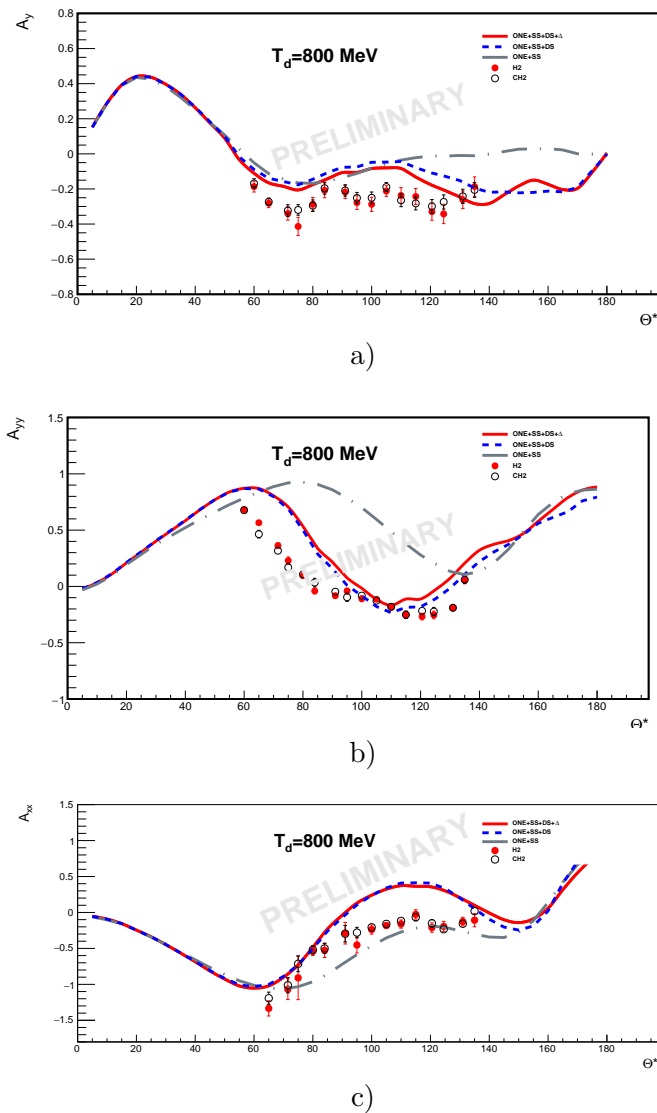 A_y
0.8
0.6
0.4
0.2
0
−0.2
−0.4
−0.6
−0.8
T_d=800 MeV
PRELIMINARY
ONE+SS+DS+Δ
ONE+SS+DS
ONE+SS
H2
CH2
0 20 40 60 80 100 120 140 160 180
Θ*
a)
A_yy
1.5
1
0.5
0
−0.5
−1
T_d=800 MeV
PRELIMINARY
ONE+SS+DS+Δ
ONE+SS+DS
ONE+SS
H2
CH2
0 20 40 60 80 100 120 140 160 180
Θ*
b)
A_xx
1.5
1
0.5
0
−0.5
−1
−1.5
T_d=800 MeV
PRELIMINARY
ONE+SS+DS+Δ
ONE+SS+DS
ONE+SS
H2
CH2
0 20 40 60 80 100 120 140 160 180
Θ*
c)